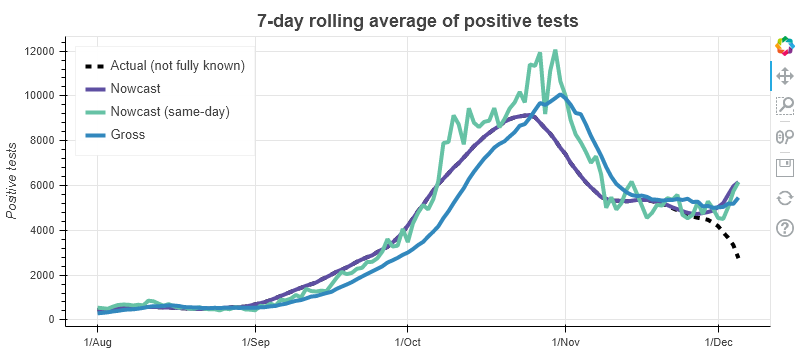 7-day rolling average of positive tests
Actual (not fully known)
Nowcast
Nowcast (same-day)
Gross
Positive tests
12000
10000
8000
6000
4000
2000
0
1/Aug
1/Sep
1/Oct
1/Nov
1/Dec